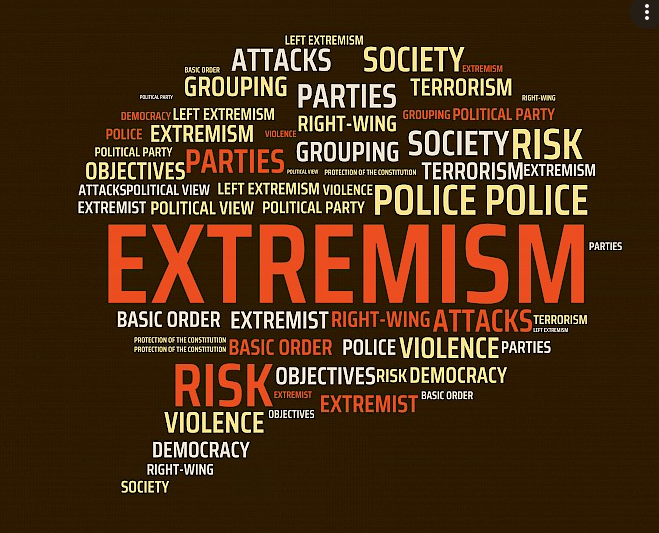 LEFT EXTREMISM
ATTACKS SOCIETY
BASIC ORDER EXTREMISM
GROUPING PARTIES TERRORISM
POLITICAL PARTY RIGHT-WING
DEMOCRACY LEFT EXTREMISM RIGHT-WING GROUPING POLITICAL PARTY
POLICE EXTREMISM VIOLENCE
POLITICAL PARTY PARTIES GROUPING SOCIETY RISK
OBJECTIVES POLITICAL VIEW PROTECTION OF THE CONSTITUTION TERRORISM EXTREMISM
ATTACKS POLITICAL VIEW LEFT EXTREMISM VIOLENCE POLICE POLICE
EXTREMIST POLITICAL VIEW POLITICAL PARTY
EXTREMISM PARTIES
BASIC ORDER EXTREMIST RIGHT-WING ATTACKS TERRORISM
LEFT EXTREMISM
PROTECTION OF THE CONSTITUTION
PROTECTION OF THE CONSTITUTION BASIC ORDER POLICE VIOLENCE PARTIES
RISK OBJECTIVES RISK DEMOCRACY
EXTREMIST EXTREMIST BASIC ORDER
VIOLENCE OBJECTIVES
DEMOCRACY
RIGHT-WING
SOCIETY